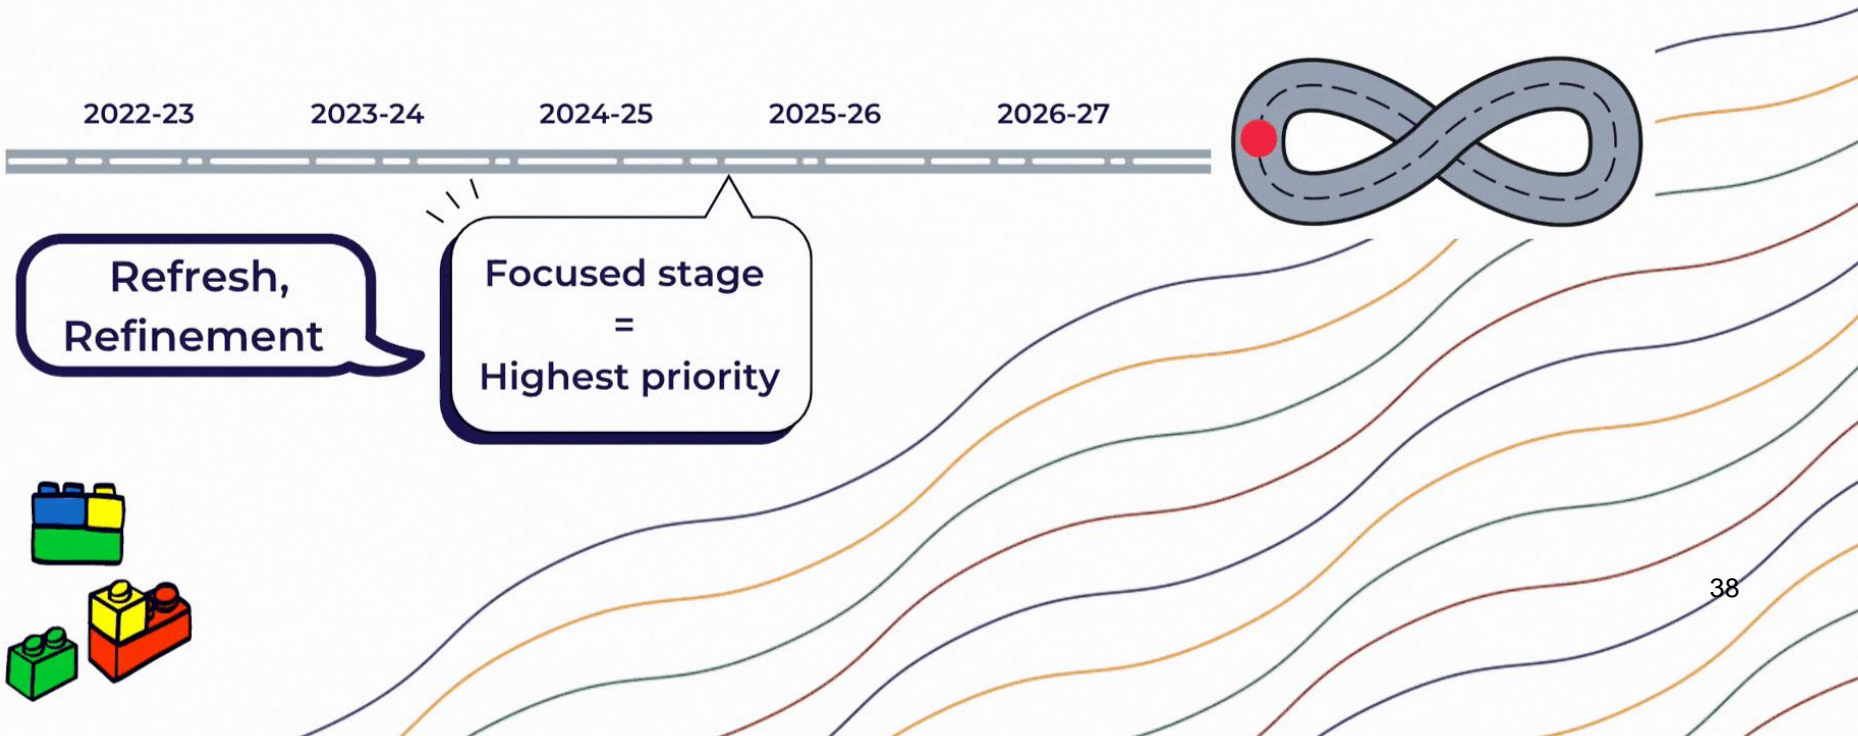 2022-23 2023-24 2024-25 2025-26 2026-27
Refresh,
Refinement
Focused stage
=
Highest priority
38